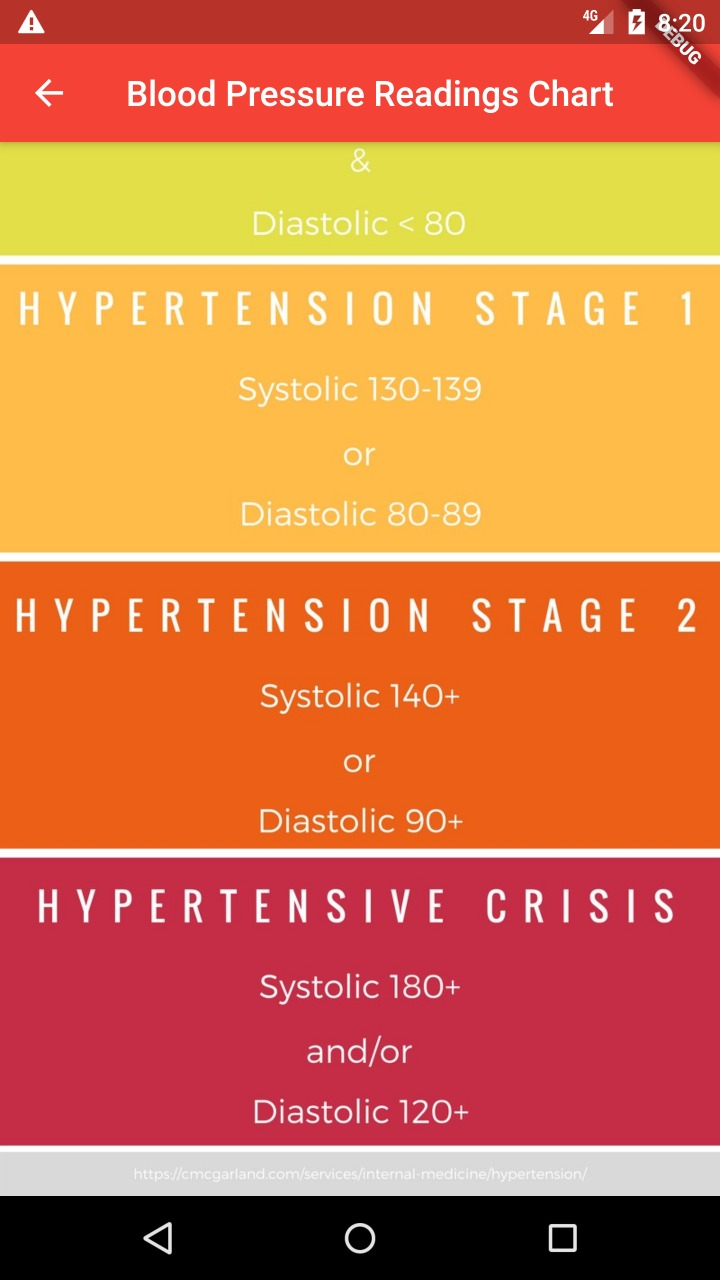 4G 8:20
DEBUG
Blood Pressure Readings Chart
&
Diastolic < 80
HYPERTENSION STAGE 1
Systolic 130-139
or
Diastolic 80-89
HYPERTENSION STAGE 2
Systolic 140+
or
Diastolic 90+
HYPERTENSIVE CRISIS
Systolic 180+
and/or
Diastolic 120+
https://cmcgarland.com/services/internal-medicine/hypertension/